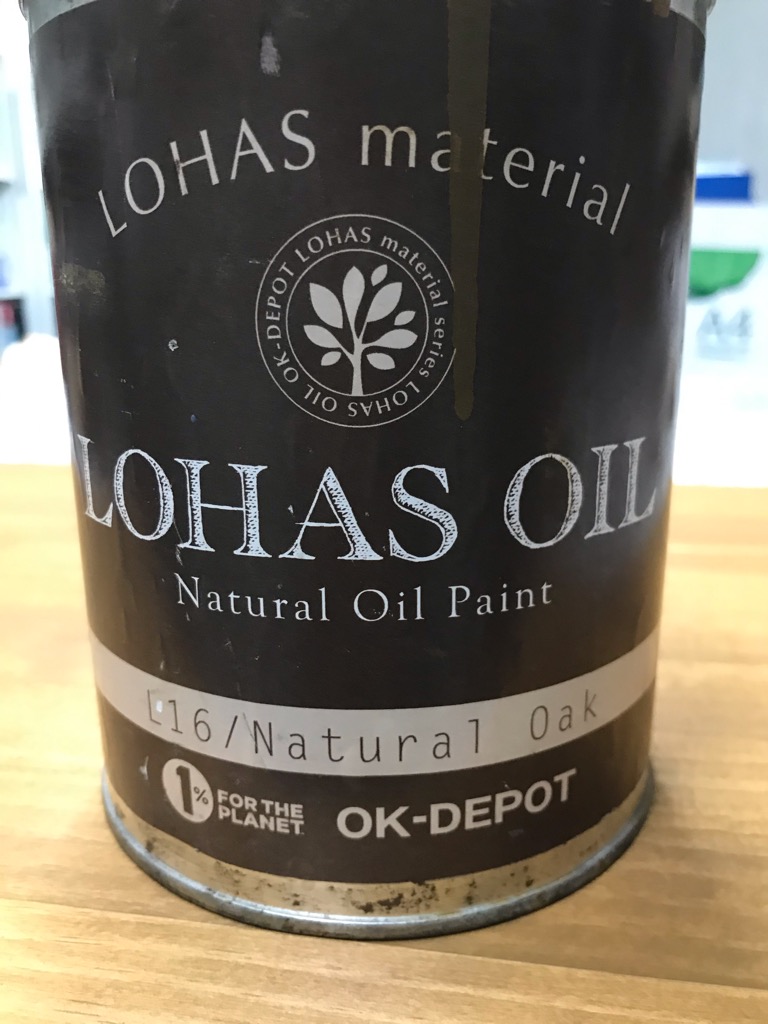 LOHAS material
OK-DEPOT LOHAS material series LOHAS OIL
LOHAS OIL
Natural Oil Paint
L16/Natural Oak
1%
FOR THE
PLANET
OK-DEPOT